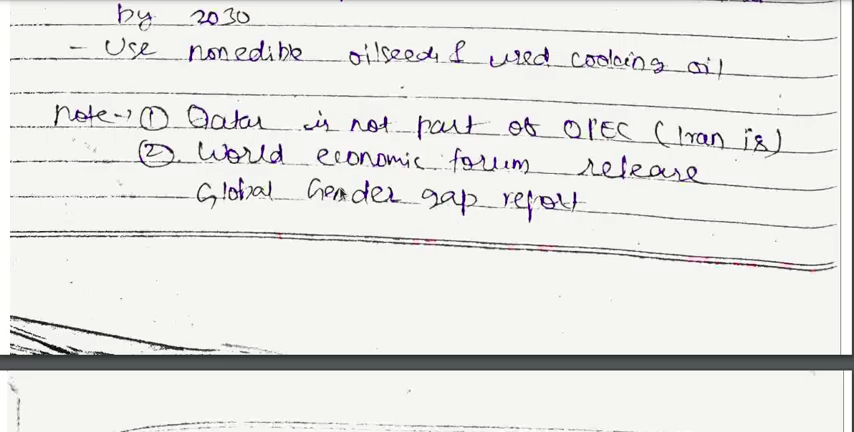 by 2030
- Use nonedible oilseeds & used cooking oil
Note → ① Qatar is not part of OPEC (Iran is)
② World economic forum release
Global Gender gap report